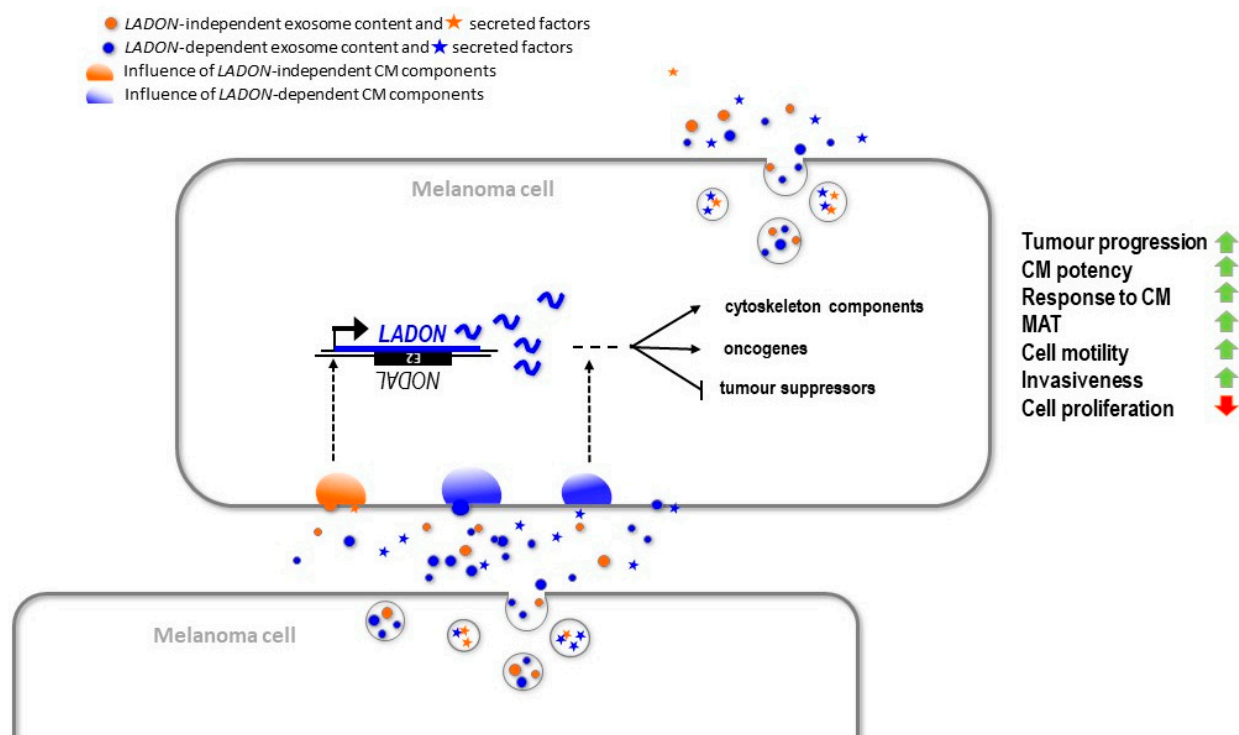 LADON-independent exosome content and secreted factors
LADON-dependent exosome content and secreted factors
Influence of LADON-independent CM components
Influence of LADON-dependent CM components
Melanoma cell
Tumour progression
CM potency
Response to CM
MAT
Cell motility
Invasiveness
Cell proliferation
cytoskeleton components
LADON
oncogenes
E2
NODAL
tumour suppressors
Melanoma cell